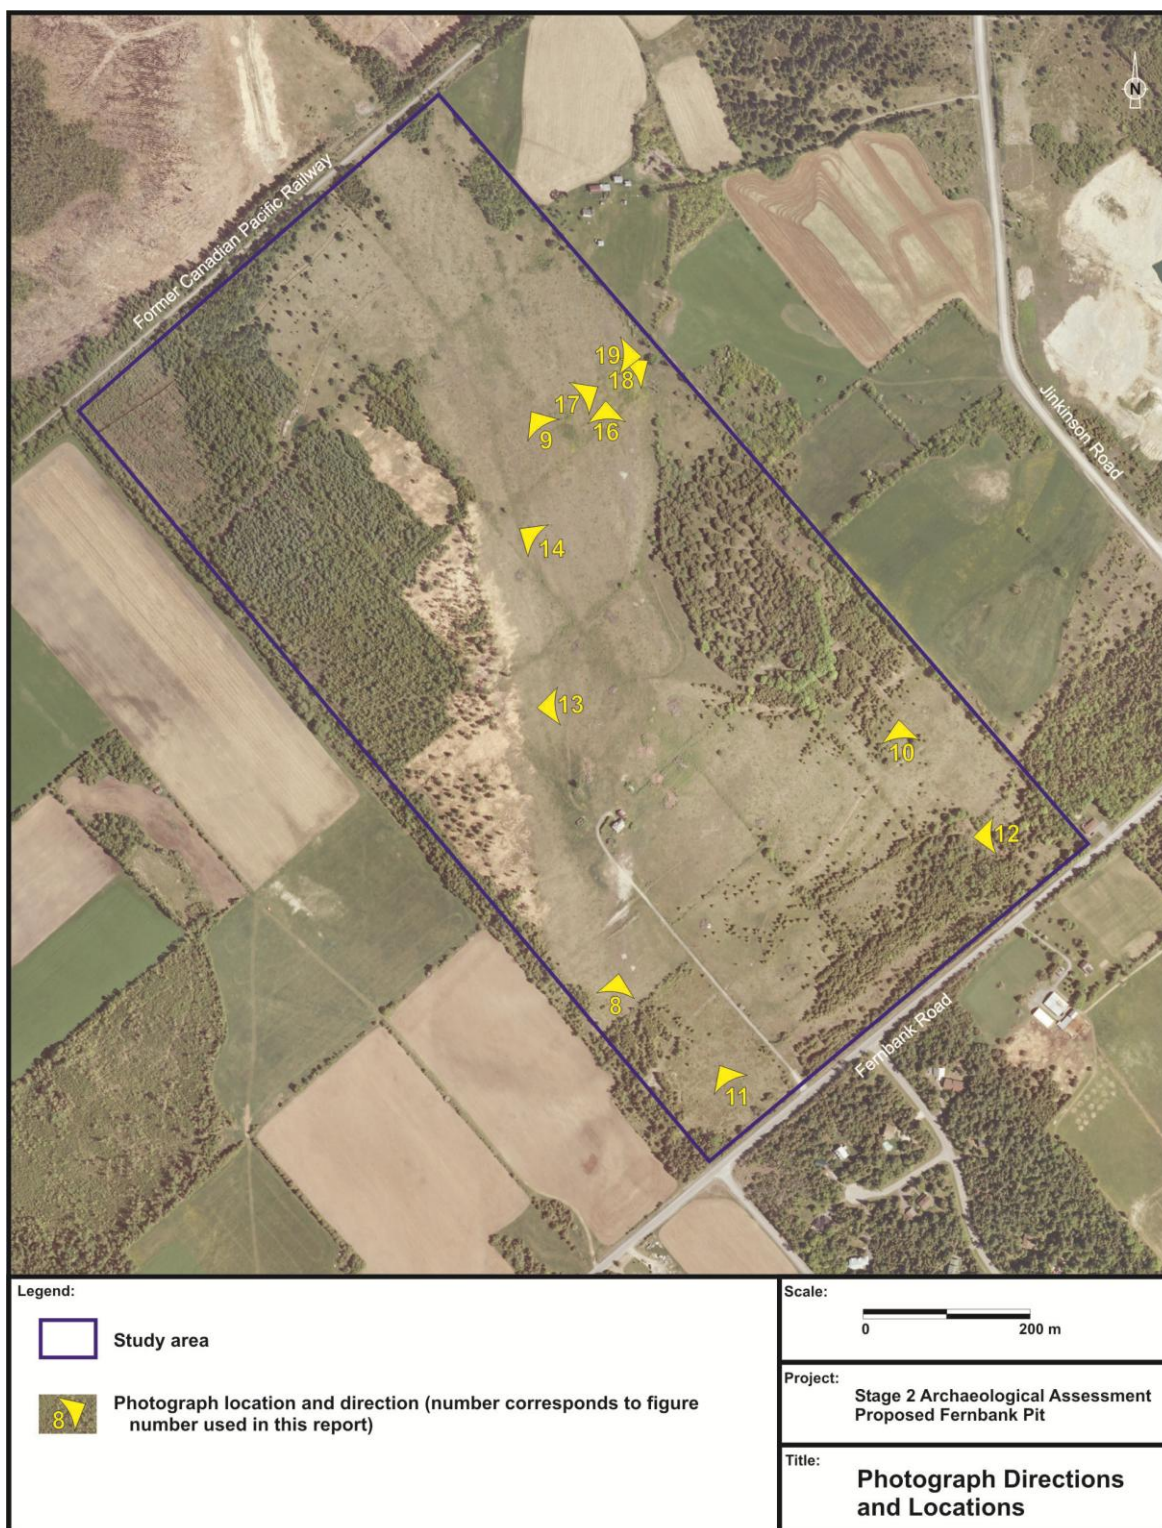 N
Former Canadian Pacific Railway
19
18
17
16
9
Jinkinson Road
14
13
10
12
8
Fernbank Road
11
Legend:
Study area
8
Photograph location and direction (number corresponds to figure
number used in this report)
Scale:
0 200 m
Project:
Stage 2 Archaeological Assessment
Proposed Fernbank Pit
Title:
Photograph Directions
and Locations